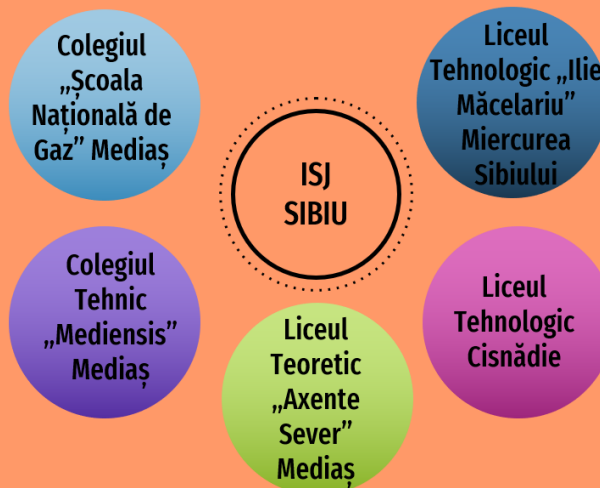 Colegiul
„Școala
Națională de
Gaz” Mediaș
Liceul
Tehnologic „Ilie
Măcelariu”
Miercurea
Sibiului
ISJ
SIBIU
Colegiul
Tehnic
„Mediensis”
Mediaș
Liceul
Teoretic
„Axente
Sever”
Mediaș
Liceul
Tehnologic
Cisnădie